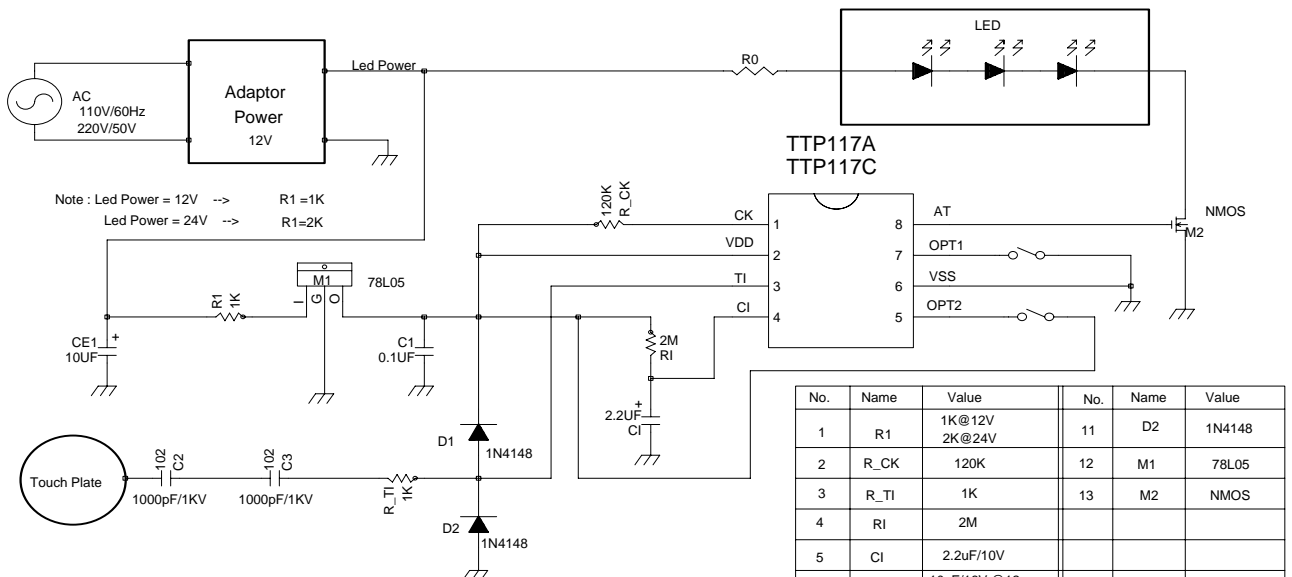 LED
Led Power
R0
AC
110V/60Hz
220V/50V
Adaptor
Power
12V
TTP117A
TTP117C
Note : Led Power = 12V --> R1 =1K
Led Power = 24V --> R1=2K
120K
R_CK
CK
1
8
AT
NMOS
M2
VDD
2
7
OPT1
TI
3
6
VSS
CI
4
5
OPT2
M1
78L05
I
G
O
R1
1K
CE1
10UF
+
C1
0.1UF
2M
RI
2.2UF
CI
+
D1
1N4148
Touch Plate
102
C2
1000pF/1KV
102
C3
1000pF/1KV
R_TI
1K
D2
1N4148
No. Name Value No. Name Value
1 R1 1K@12V 2K@24V 11 D2 1N4148
2 R_CK 120K 12 M1 78L05
3 R_TI 1K 13 M2 NMOS
4 RI 2M
5 CI 2.2uF/10V